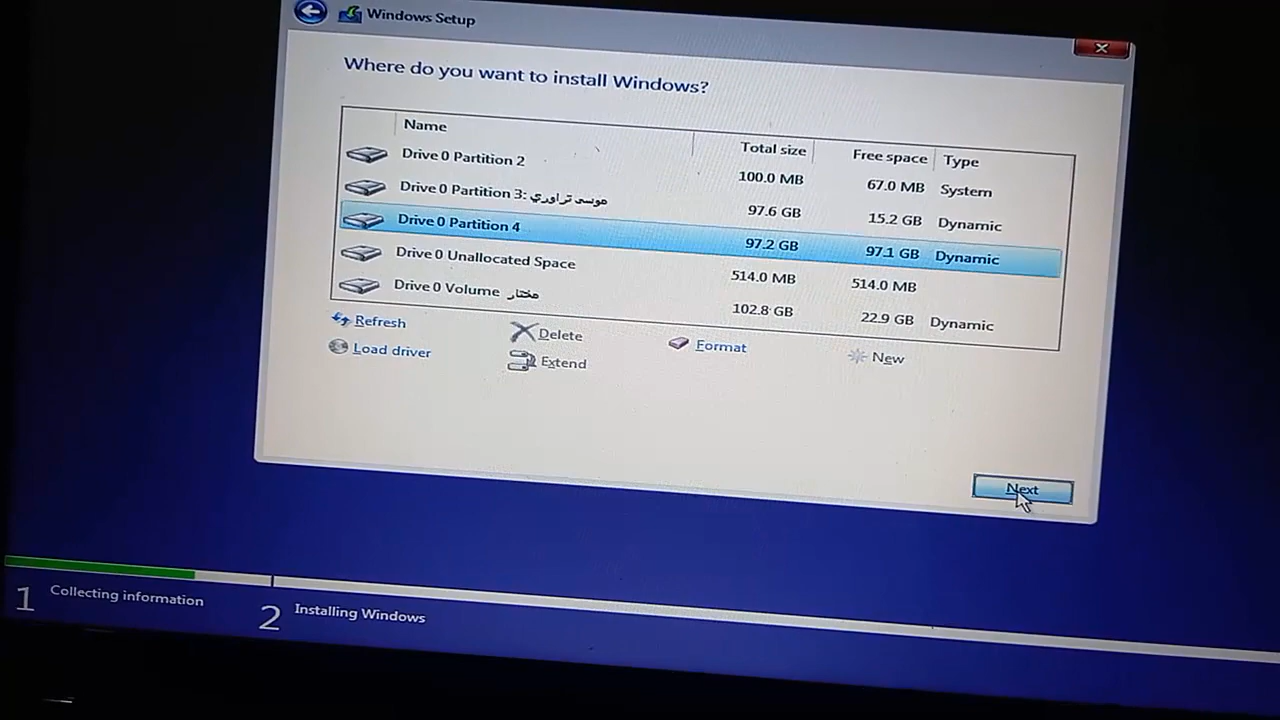 Windows Setup
Where do you want to install Windows?
Name Total size Free space Type
Drive 0 Partition 2 100.0 MB 67.0 MB System
Drive 0 Partition 3: موسى تراوري 97.6 GB 15.2 GB Dynamic
Drive 0 Partition 4 97.2 GB 97.1 GB Dynamic
Drive 0 Unallocated Space 514.0 MB 514.0 MB
Drive 0 Volume مختار 102.8 GB 22.9 GB Dynamic
Refresh Delete Format New
Load driver Extend
Next
1 Collecting information 2 Installing Windows